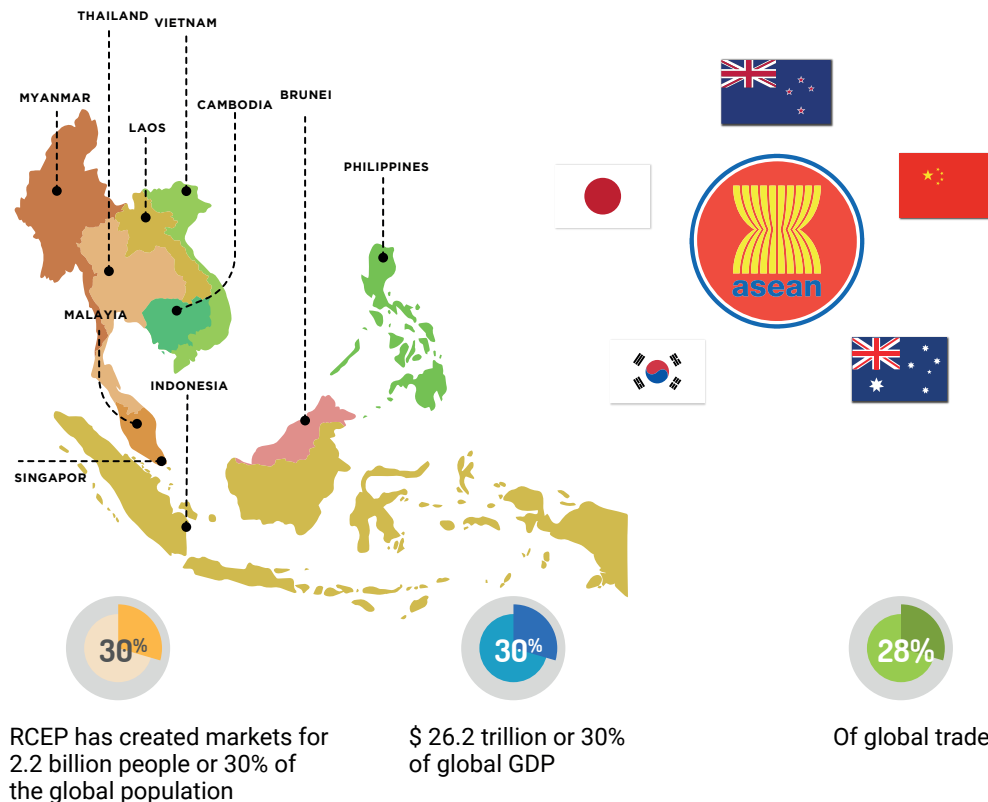 THAILAND
VIETNAM
MYANMAR
LAOS
CAMBODIA
BRUNEI
PHILIPPINES
asean
MALAYIA
INDONESIA
SINGAPOR
30%
30%
28%
RCEP has created markets for
2.2 billion people or 30% of
the global population
$ 26.2 trillion or 30%
of global GDP
Of global trade